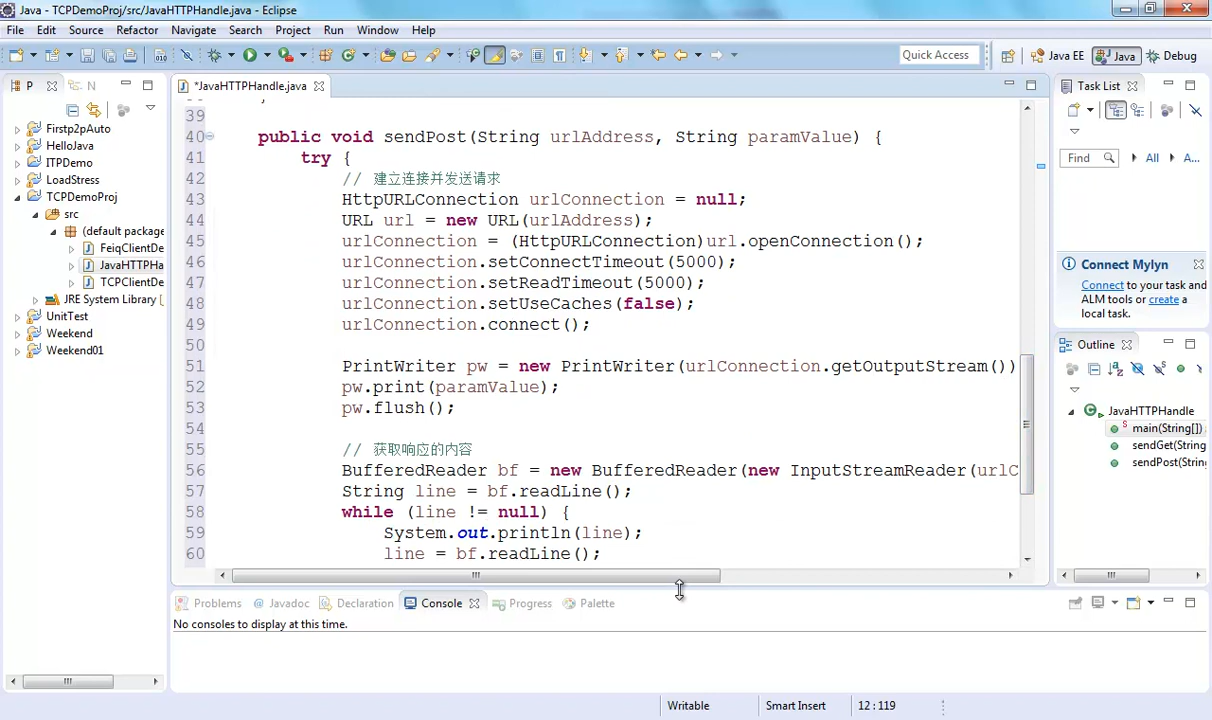 Java - TCPDemoProj/src/JavaHTTPHandle.java - Eclipse
File Edit Source Refactor Navigate Search Project Run Window Help
Quick Access
Java EE
Java
Debug
P
N
Firstp2pAuto
HelloJava
ITPDemo
LoadStress
TCPDemoProj
src
(default package
FeiqClientDe
JavaHTTPHa
TCPClientDe
JRE System Library [
UnitTest
Weekend
Weekend01
*JavaHTTPHandle.java
39
40 public void sendPost(String urlAddress, String paramValue) {
41 try {
42 // 建立连接并发送请求
43 HttpURLConnection urlConnection = null;
44 URL url = new URL(urlAddress);
45 urlConnection = (HttpURLConnection)url.openConnection();
46 urlConnection.setConnectTimeout(5000);
47 urlConnection.setReadTimeout(5000);
48 urlConnection.setUseCaches(false);
49 urlConnection.connect();
50
51 PrintWriter pw = new PrintWriter(urlConnection.getOutputStream())
52 pw.print(paramValue);
53 pw.flush();
54
55 // 获取响应的内容
56 BufferedReader bf = new BufferedReader(new InputStreamReader(urlC
57 String line = bf.readLine();
58 while (line != null) {
59 System.out.println(line);
60 line = bf.readLine();
Task List
Find
All
A...
Connect Mylyn
Connect to your task and
ALM tools or create a
local task.
Outline
JavaHTTPHandle
main(String[])
sendGet(String
sendPost(String
Problems
Javadoc
Declaration
Console
Progress
Palette
No consoles to display at this time.
Writable
Smart Insert
12 : 119